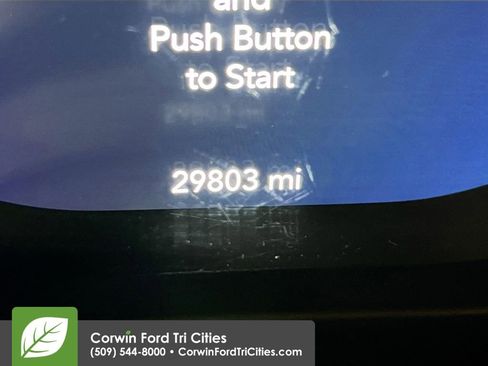 and
Push Button
to Start
29803 mi
Corwin Ford Tri Cities
(509) 544-8000 • CorwinFordTriCities.com